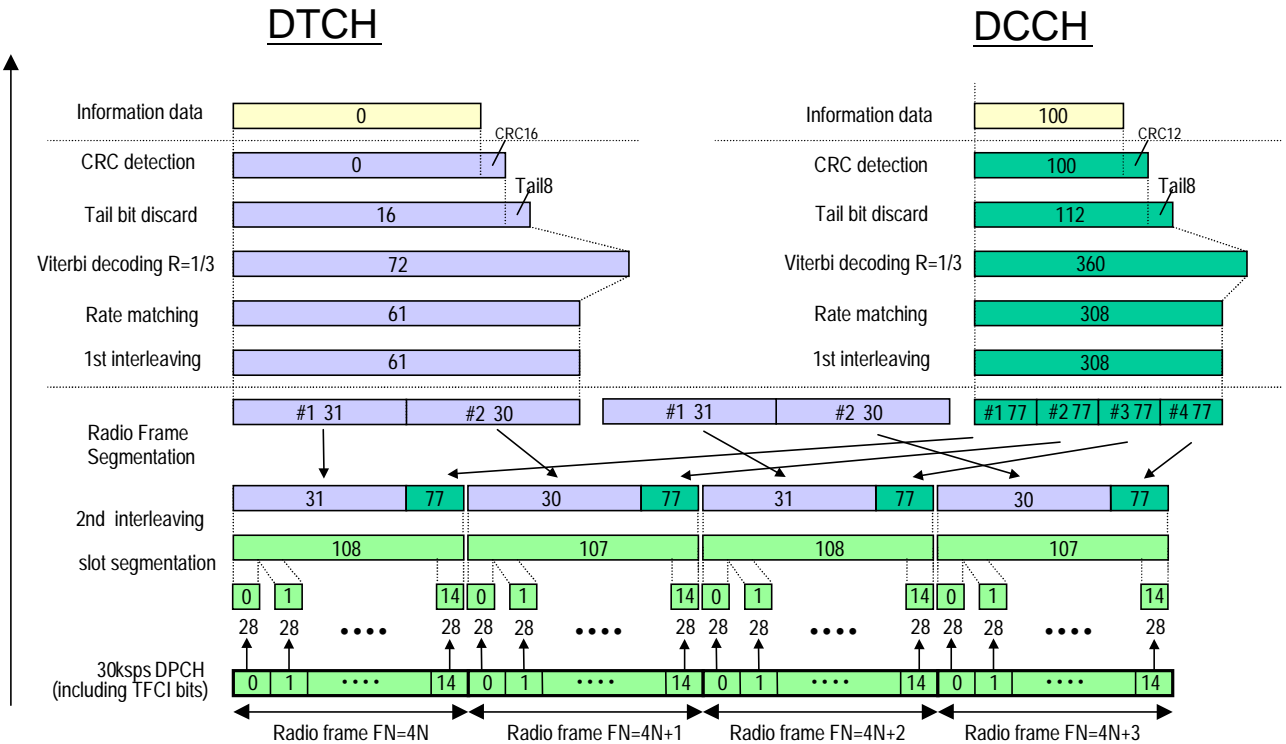 DTCH DCCH
Information data 0 Information data 100
CRC16 CRC12
CRC detection 0 CRC detection 100
Tail8 Tail8
Tail bit discard 16 Tail bit discard 112
Viterbi decoding R=1/3 72 Viterbi decoding R=1/3 360
Rate matching 61 Rate matching 308
1st interleaving 61 1st interleaving 308
#1 31 #2 30 #1 31 #2 30 #1 77 #2 77 #3 77 #4 77
Radio Frame
Segmentation
31 77 30 77 31 77 30 77
2nd interleaving
108 107 108 107
slot segmentation
0 1 14 0 1 14 0 1 14 0 1 14
28 28 •••• 28 28 28 •••• 28 28 28 •••• 28 28 28 •••• 28
30ksps DPCH
(including TFCI bits)
0 1 •••• 14 0 1 •••• 14 0 1 •••• 14 0 1 •••• 14
Radio frame FN=4N Radio frame FN=4N+1 Radio frame FN=4N+2 Radio frame FN=4N+3